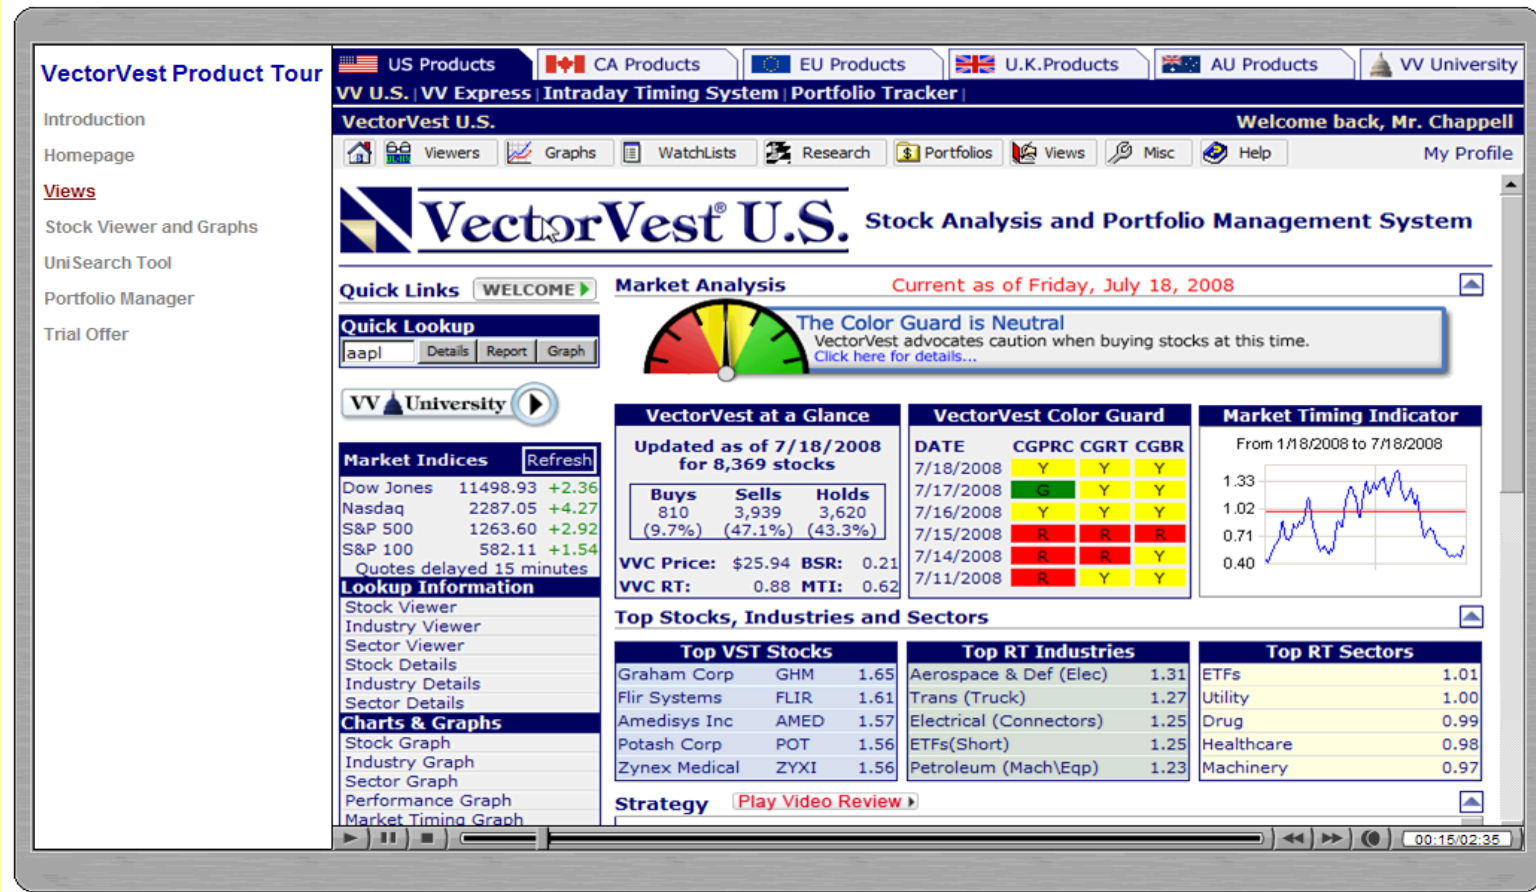 VectorVest Product Tour
Introduction
Homepage
Views
Stock Viewer and Graphs
UniSearch Tool
Portfolio Manager
Trial Offer
US Products CA Products EU Products U.K.Products AU Products VV University
VV U.S. | VV Express | Intraday Timing System | Portfolio Tracker |
VectorVest U.S. Welcome back, Mr. Chappell
Viewers Graphs WatchLists Research Portfolios Views Misc Help My Profile
VectorVest® U.S. Stock Analysis and Portfolio Management System
Quick Links WELCOME
Quick Lookup
aapl Details Report Graph
VV University
Market Indices Refresh
Dow Jones 11498.93 +2.36
Nasdaq 2287.05 +4.27
S&P 500 1263.60 +2.92
S&P 100 582.11 +1.54
Quotes delayed 15 minutes
Lookup Information
Stock Viewer
Industry Viewer
Sector Viewer
Stock Details
Industry Details
Sector Details
Charts & Graphs
Stock Graph
Industry Graph
Sector Graph
Performance Graph
Market Timing Graph
Market Analysis Current as of Friday, July 18, 2008
The Color Guard is Neutral
VectorVest advocates caution when buying stocks at this time.
Click here for details...
VectorVest at a Glance
Updated as of 7/18/2008
for 8,369 stocks
Buys Sells Holds
810 3,939 3,620
(9.7%) (47.1%) (43.3%)
VVC Price: $25.94 BSR: 0.21
VVC RT: 0.88 MTI: 0.62
VectorVest Color Guard
DATE CGPRC CGRT CGBR
7/18/2008 Y Y Y
7/17/2008 G Y Y
7/16/2008 Y Y Y
7/15/2008 R R R
7/14/2008 R R Y
7/11/2008 R Y Y
Market Timing Indicator
From 1/18/2008 to 7/18/2008
1.33
1.02
0.71
0.40
Top Stocks, Industries and Sectors
Top VST Stocks
Graham Corp GHM 1.65
Flir Systems FLIR 1.61
Amedisys Inc AMED 1.57
Potash Corp POT 1.56
Zynex Medical ZYXI 1.56
Top RT Industries
Aerospace & Def (Elec) 1.31
Trans (Truck) 1.27
Electrical (Connectors) 1.25
ETFs(Short) 1.25
Petroleum (Mach\Eqp) 1.23
Top RT Sectors
ETFs 1.01
Utility 1.00
Drug 0.99
Healthcare 0.98
Machinery 0.97
Strategy Play Video Review
00:15/02:35